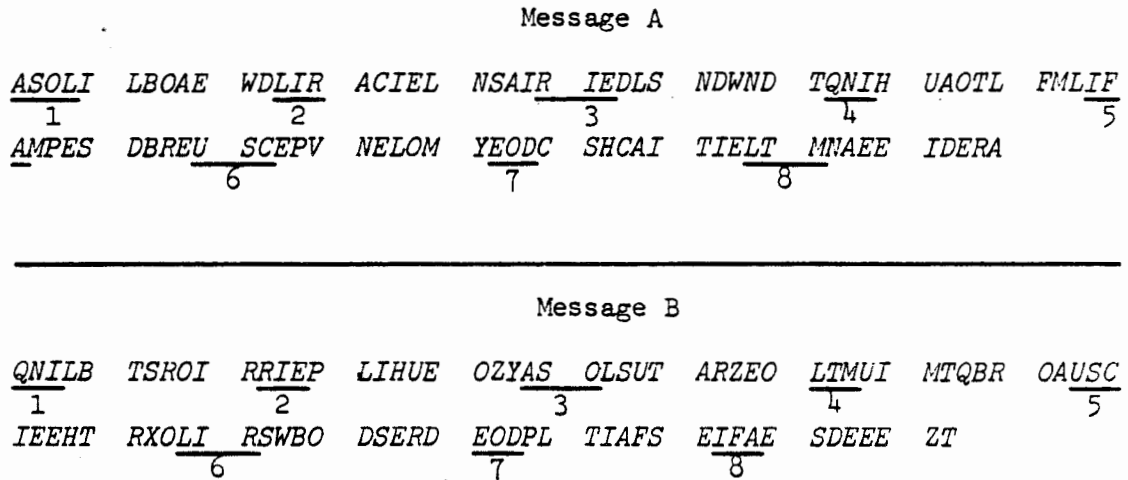 Message A
ASOLI LBOAE WDLIR ACIEL NSAIR IEDLS NDWND TQNIH UAOTL FMLIF
1 2 3 4 5
AMPES DBREU SCEPV NELOM YEODC SHCAI TIELT MNAEE IDERA
6 7 8
Message B
QNILB TSROI RRIEP LIHUE OZYAS OLSUT ARZEO LTMUI MTQBR OAUSC
1 2 3 4 5
IEEHT RXOLI RSWBO DSERD EODPL TIAFS EIFAE SDEEE ZT
6 7 8